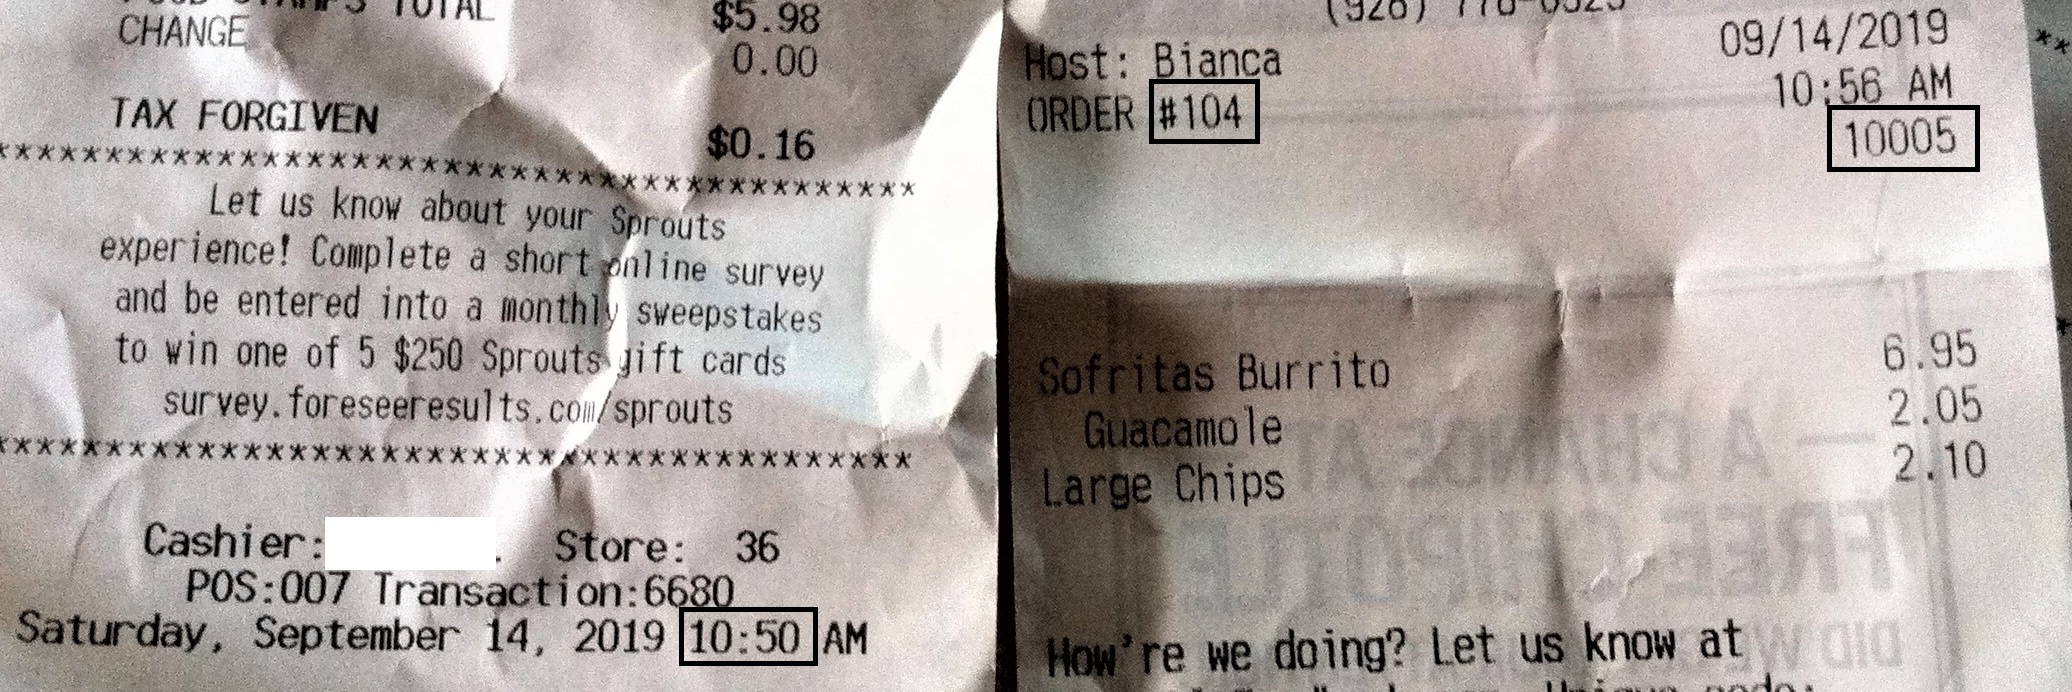 TOTAL $5.98
CHANGE 0.00
TAX FORGIVEN $0.16
****************************************
Let us know about your Sprouts
experience! Complete a short online survey
and be entered into a monthly sweepstakes
to win one of 5 $250 Sprouts gift cards
survey.foreseeresults.com/sprouts
****************************************
Cashier: Store: 36
POS:007 Transaction:6680
Saturday, September 14, 2019 10:50 AM
Host: Bianca 09/14/2019
ORDER #104 10:56 AM
10005
Sofritas Burrito 6.95
Guacamole 2.05
Large Chips 2.10
How're we doing? Let us know at